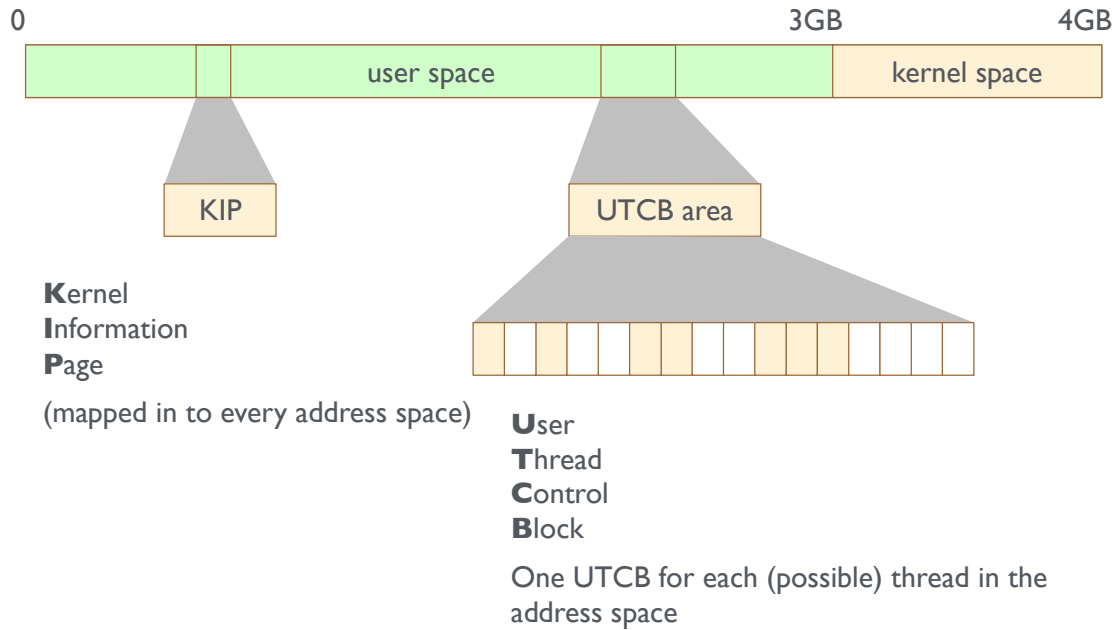 0 3GB 4GB
user space kernel space
KIP UTCB area
Kernel
Information
Page
(mapped in to every address space)
User
Thread
Control
Block
One UTCB for each (possible) thread in the
address space